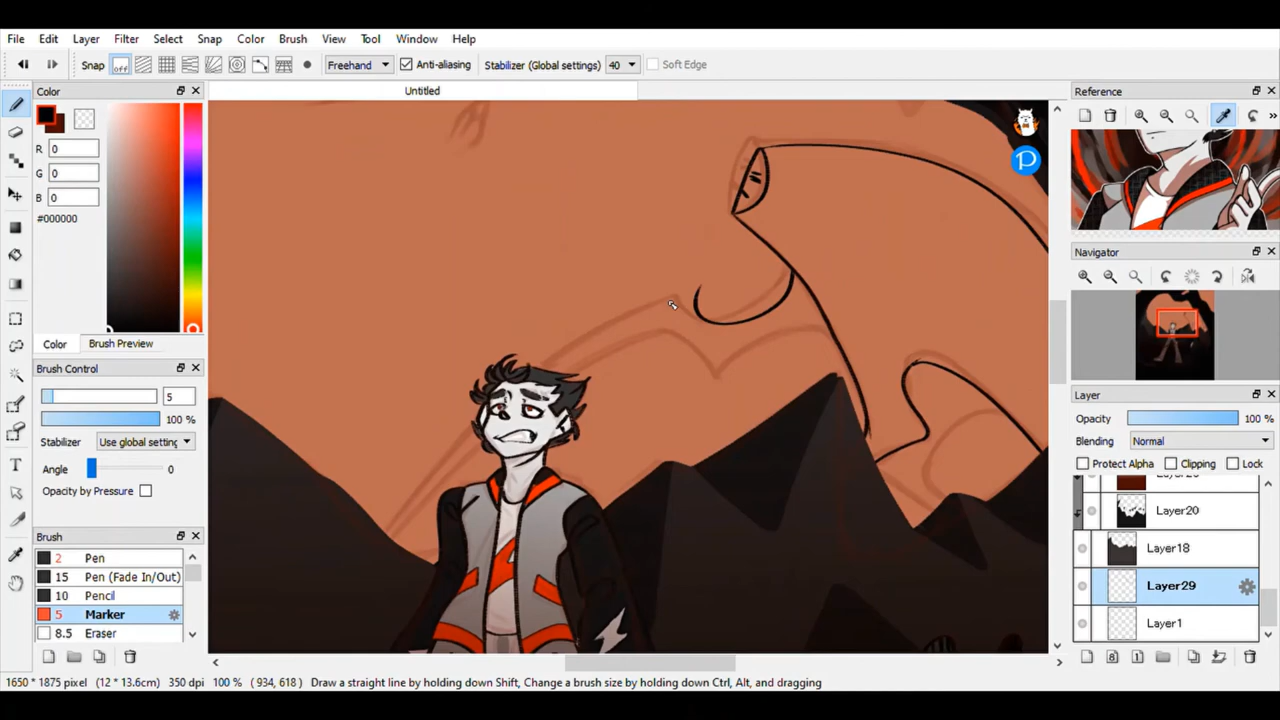 File Edit Layer Filter Select Snap Color Brush View Tool Window Help
Snap off Freehand Anti-aliasing Stabilizer (Global settings) 40 Soft Edge
Color
R 0
G 0
B 0
#000000
Color Brush Preview
Brush Control
5
100 %
Stabilizer Use global setting
Angle 0
Opacity by Pressure
Brush
2 Pen
15 Pen (Fade In/Out)
10 Pencil
5 Marker
8.5 Eraser
Untitled
P
Reference
Navigator
Layer
Opacity 100 %
Blending Normal
Protect Alpha Clipping Lock
Layer20
Layer18
Layer29
Layer1
1650 * 1875 pixel (12 * 13.6cm) 350 dpi 100 % ( 934, 618 ) Draw a straight line by holding down Shift, Change a brush size by holding down Ctrl, Alt, and dragging